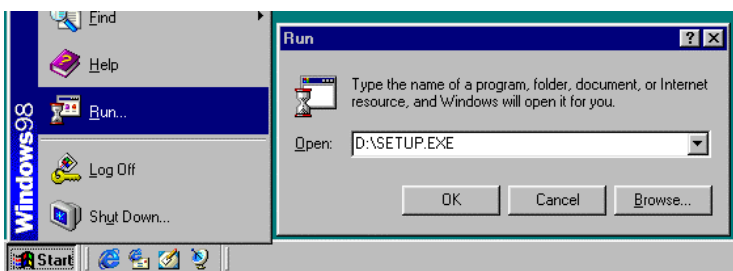 Find
Help
Run...
Log Off
Shut Down...
Windows98
Start
Run
Type the name of a program, folder, document, or Internet
resource, and Windows will open it for you.
Open: D:\SETUP.EXE
OK Cancel Browse...